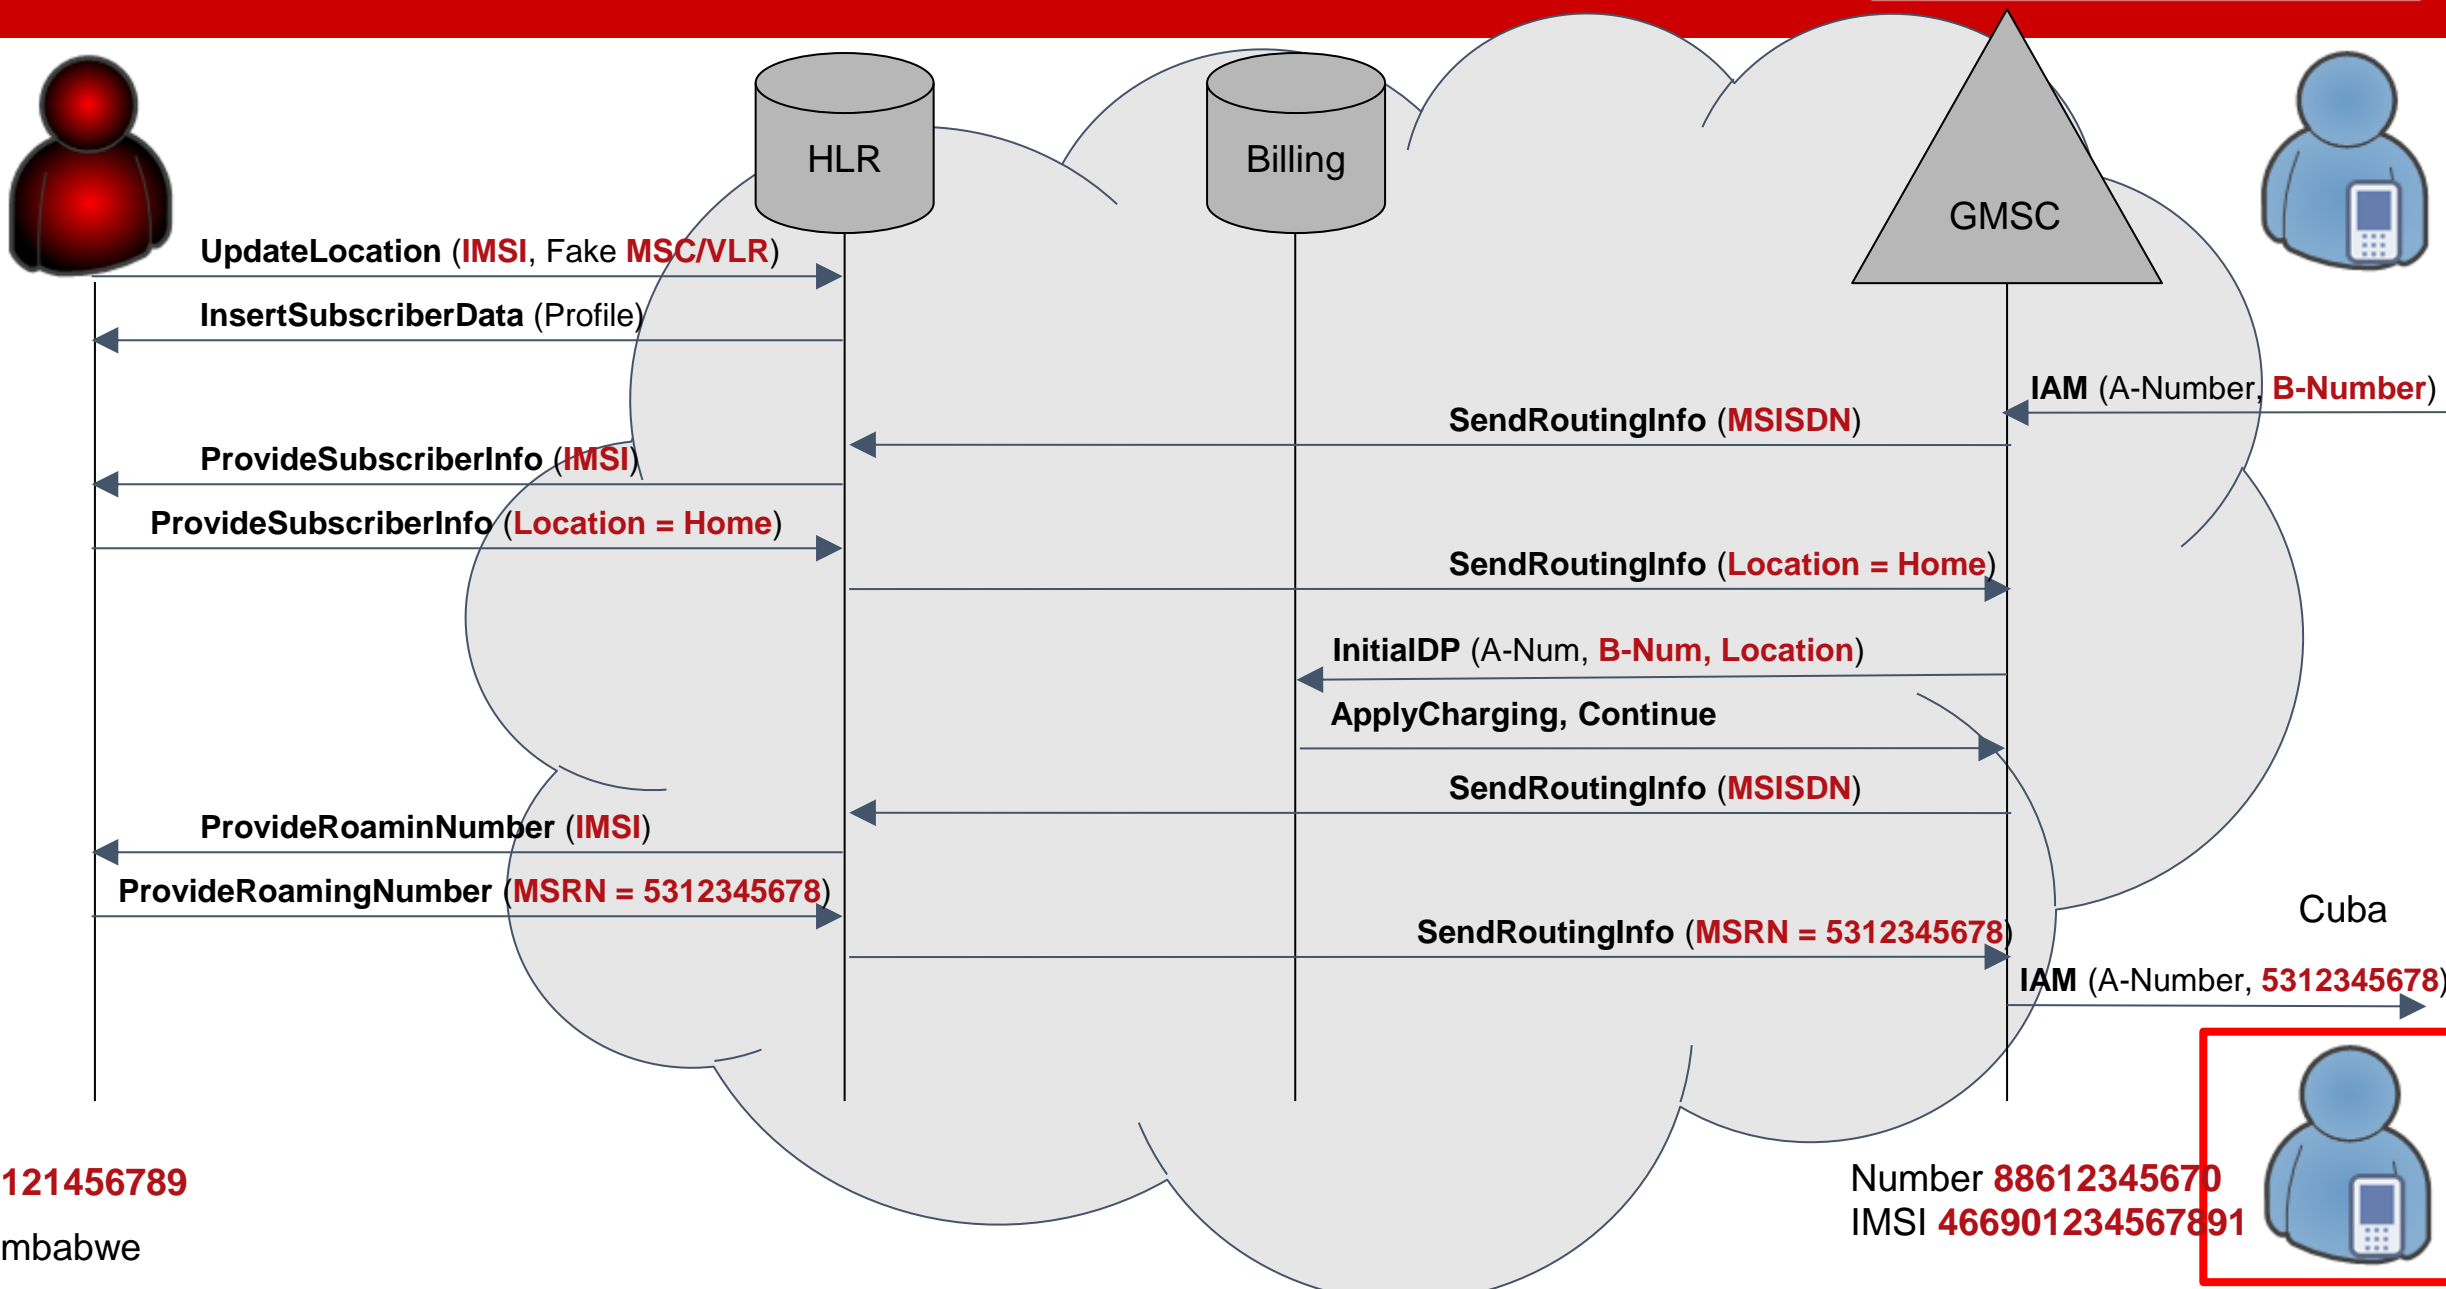 HLR
Billing
GMSC
UpdateLocation (IMSI, Fake MSC/VLR)
InsertSubscriberData (Profile)
IAM (A-Number, B-Number)
SendRoutingInfo (MSISDN)
ProvideSubscriberInfo (IMSI)
ProvideSubscriberInfo (Location = Home)
SendRoutingInfo (Location = Home)
InitialDP (A-Num, B-Num, Location)
ApplyCharging, Continue
SendRoutingInfo (MSISDN)
ProvideRoaminNumber (IMSI)
ProvideRoamingNumber (MSRN = 5312345678)
Cuba
SendRoutingInfo (MSRN = 5312345678)
IAM (A-Number, 5312345678)
121456789
mbabwe
Number 88612345670
IMSI 466901234567891